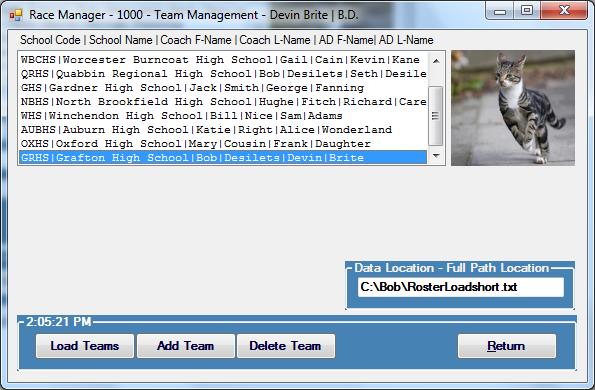 Race Manager - 1000 - Team Management - Devin Brite | B.D.
School Code | School Name | Coach F-Name | Coach L-Name | AD F-Name| AD L-Name
WBCHS|Worcester Burncoat High School|Gail|Cain|Kevin|Kane
QRHS|Quabbin Regional High School|Bob|Desilets|Seth|Desile
GHS|Gardner High School|Jack|Smith|George|Fanning
NBHS|North Brookfield High School|Hughe|Fitch|Richard|Care
WHS|Winchendon High School|Bill|Nice|Sam|Adams
AUBHS|Auburn High School|Katie|Right|Alice|Wonderland
OXHS|Oxford High School|Mary|Cousin|Frank|Daughter
GRHS|Grafton High School|Bob|Desilets|Devin|Brite
Data Location - Full Path Location
C:\Bob\RosterLoadshort.txt
2:05:21 PM
Load Teams Add Team Delete Team Return